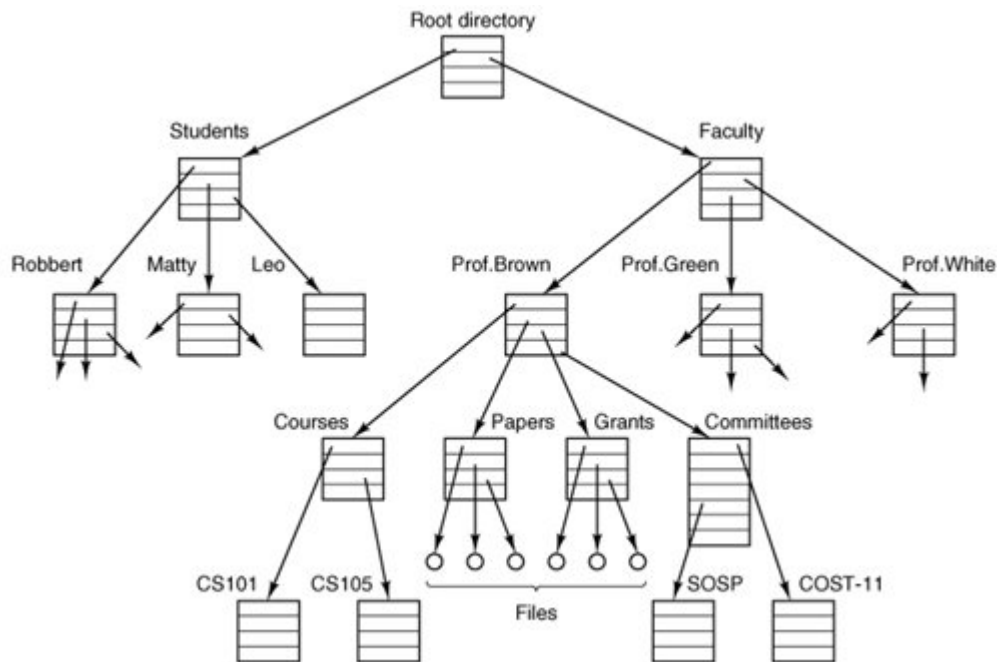 Root directory
Students
Faculty
Robbert
Matty
Leo
Prof.Brown
Prof.Green
Prof.White
Courses
Papers
Grants
Committees
CS101
CS105
Files
SOSP
COST-11